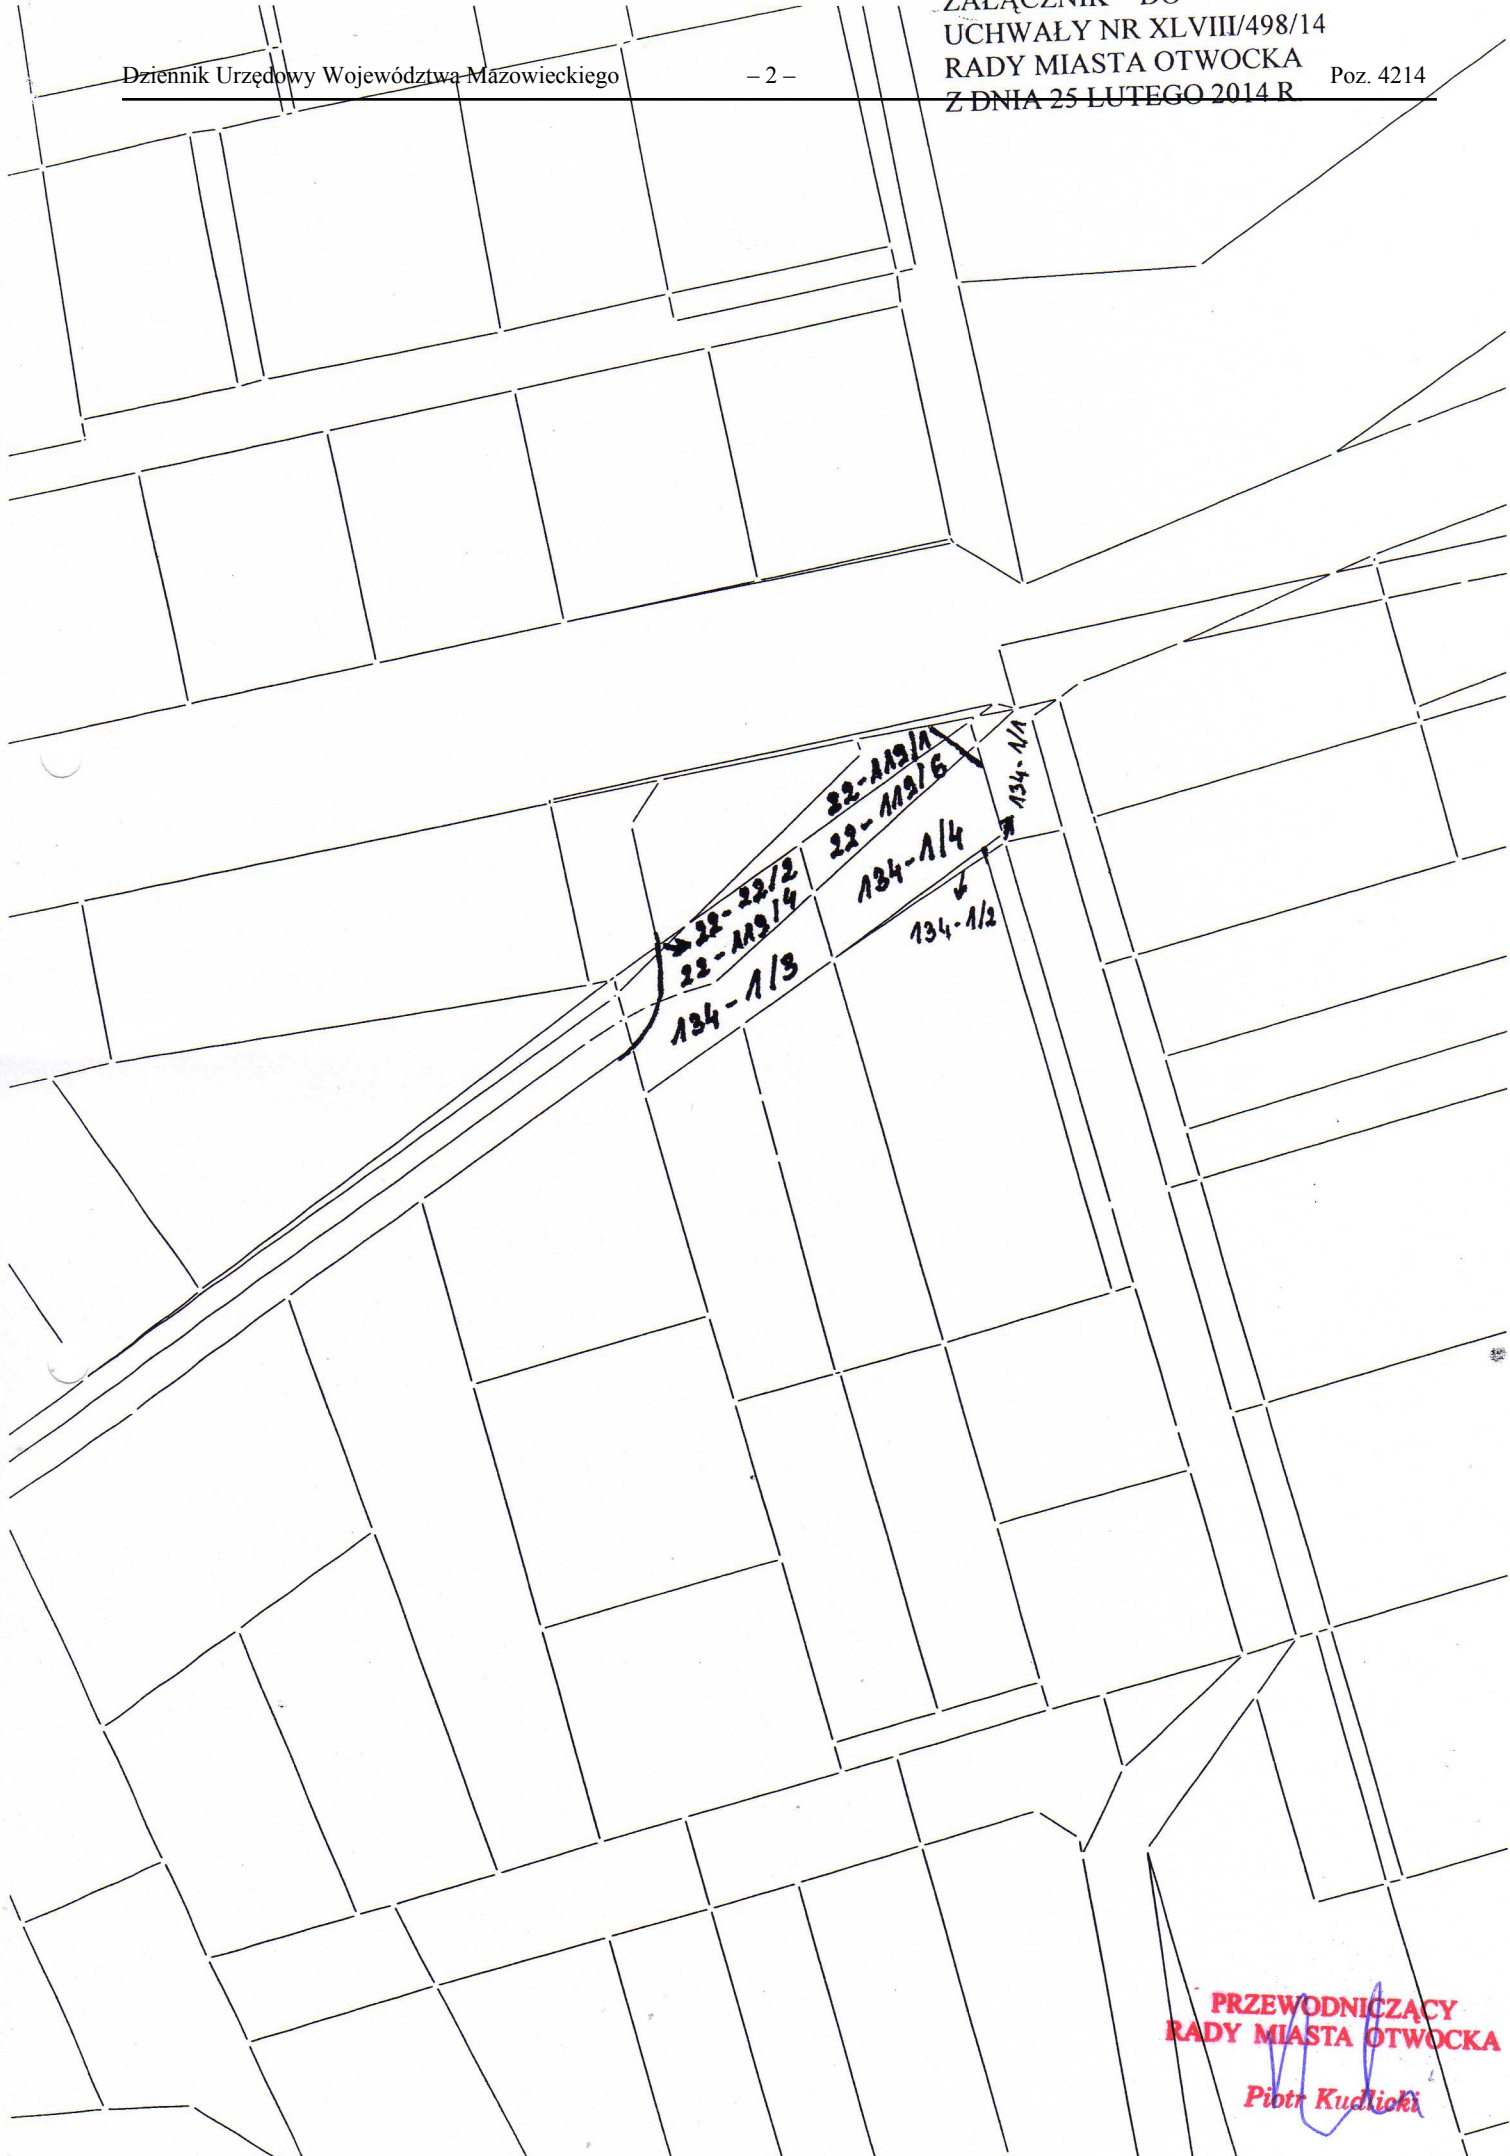 ZAŁĄCZNIK DO
UCHWAŁY NR XLVIII/498/14
RADY MIASTA OTWOCKA
Z DNIA 25 LUTEGO 2014 R.
Dziennik Urzędowy Województwa Mazowieckiego – 2 – Poz. 4214
22-119/1
22-119/6
134-1/1
134-1/4
22-22/2
22-119/4
134-1/2
134-1/3
PRZEWODNICZĄCY
RADY MIASTA OTWOCKA
Piotr Kudlicki